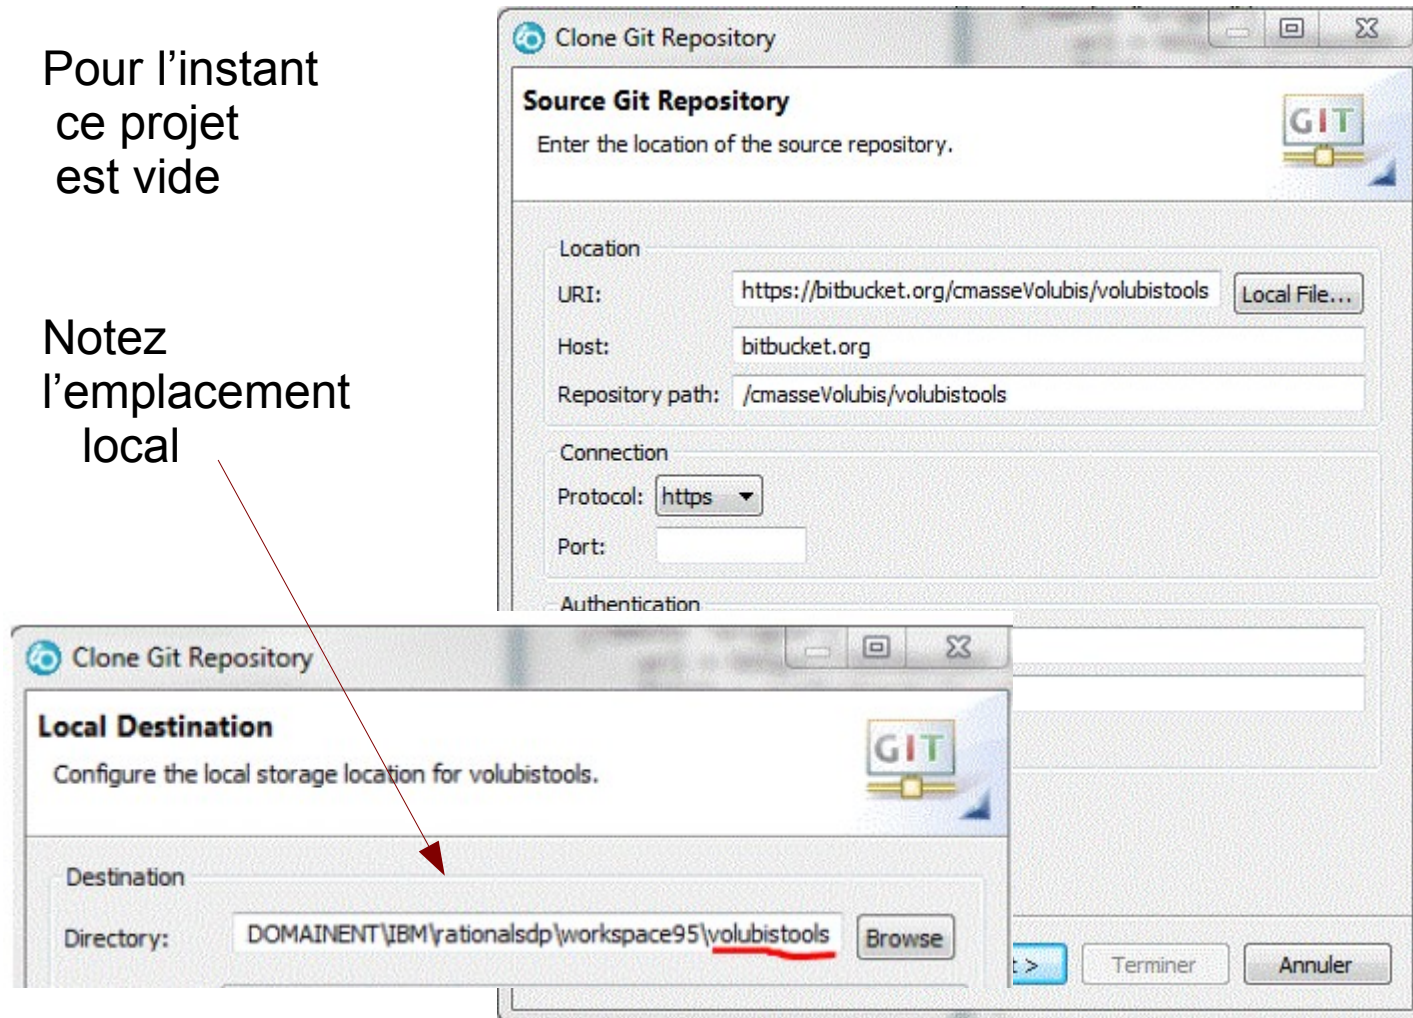 Pour l’instant
ce projet
est vide
Notez
l’emplacement
local
Clone Git Repository
Source Git Repository
Enter the location of the source repository.
GIT
Location
URI: https://bitbucket.org/cmasseVolubis/volubistools Local File...
Host: bitbucket.org
Repository path: /cmasseVolubis/volubistools
Connection
Protocol: https
Port:
Authentication
Clone Git Repository
Local Destination
Configure the local storage location for volubistools.
GIT
Destination
Directory: DOMAINENT\IBM\rationalsdp\workspace95\volubistools Browse
> Terminer Annuler